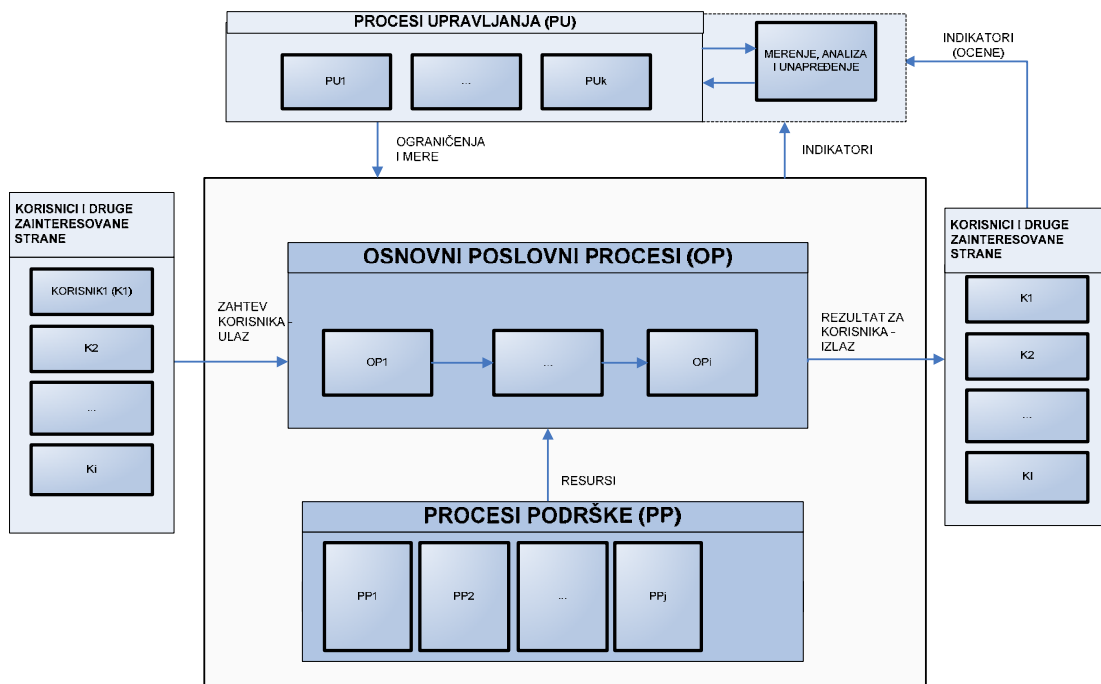 PROCESI UPRAVLJANJA (PU)
PU1
...
PUk
MERENJE, ANALIZA
I UNAPREĐENJE
INDIKATORI
(OCENE)
OGRANIČENJA
I MERE
INDIKATORI
KORISNICI I DRUGE
ZAINTERESOVANE
STRANE
KORISNIK1 (K1)
K2
...
Ki
ZAHTEV
KORISNIKA -
ULAZ
OSNOVNI POSLOVNI PROCESI (OP)
OP1
...
OPi
REZULTAT ZA
KORISNIKA -
IZLAZ
KORISNICI I DRUGE
ZAINTERESOVANE
STRANE
K1
K2
...
Kl
RESURSI
PROCESI PODRŠKE (PP)
PP1
PP2
...
PPj